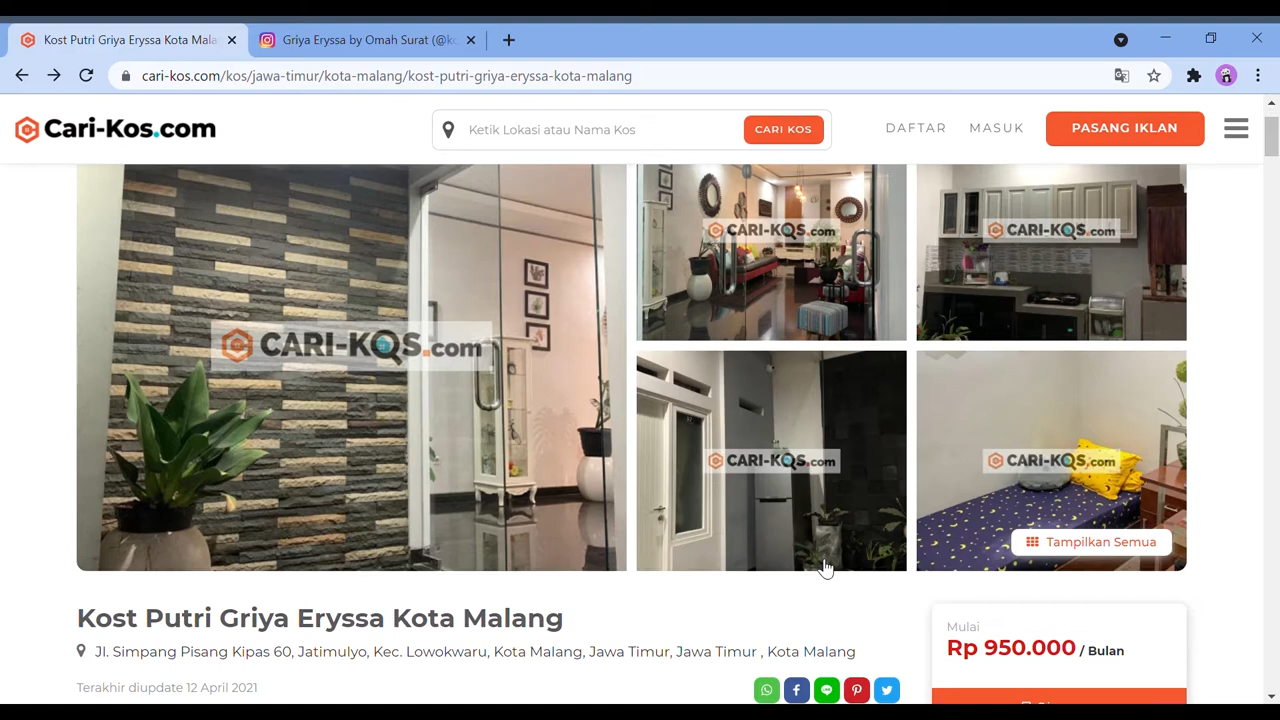 Kost Putri Griya Eryssa Kota Mala
Griya Eryssa by Omah Surat (@ko
cari-kos.com/kos/jawa-timur/kota-malang/kost-putri-griya-eryssa-kota-malang
Cari-Kos.com
Ketik Lokasi atau Nama Kos
CARI KOS
DAFTAR
MASUK
PASANG IKLAN
CARI-KOS.com
CARI-KOS.com
CARI-KOS.com
CARI-KOS.com
CARI-KOS.com
Tampilkan Semua
Kost Putri Griya Eryssa Kota Malang
Jl. Simpang Pisang Kipas 60, Jatimulyo, Kec. Lowokwaru, Kota Malang, Jawa Timur, Jawa Timur , Kota Malang
Terakhir diupdate 12 April 2021
Mulai
Rp 950.000 / Bulan